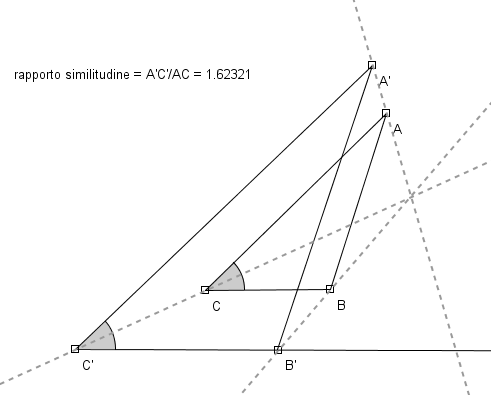 rapporto similitudine = A'C'/AC = 1.62321
A'
A
C
B
C'
B'